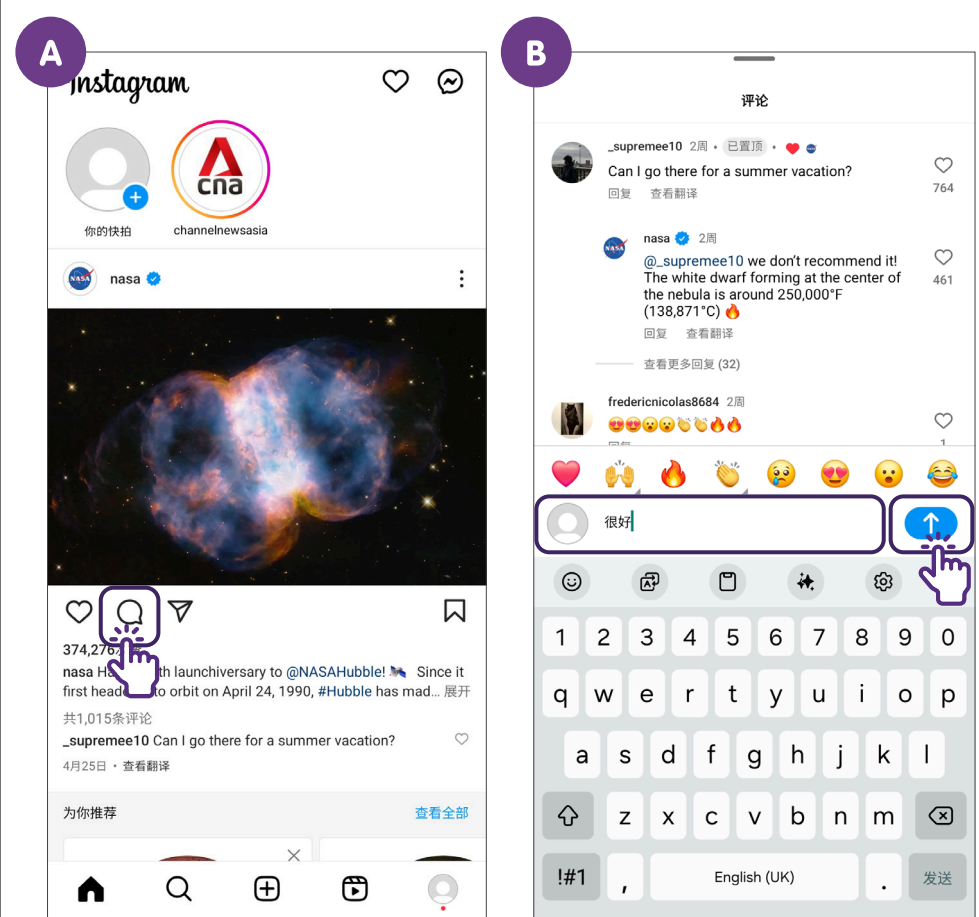 A
Instagram
cna
你的快拍
channelnewsasia
NASA
nasa
374,276
nasa Ha th launchiversary to @NASAHubble! 🛰️ Since it
first heade to orbit on April 24, 1990, #Hubble has mad... 展开
共1,015条评论
_supremee10 Can I go there for a summer vacation?
4月25日 • 查看翻译
为你推荐
查看全部
B
评论
_supremee10 2周 • 已置顶 • ❤️
Can I go there for a summer vacation?
764
回复 查看翻译
NASA
nasa 2周
@_supremee10 we don't recommend it!
The white dwarf forming at the center of
461
the nebula is around 250,000°F
(138,871°C) 🔥
回复 查看翻译
查看更多回复 (32)
fredericnicolas8684 2周
😍😍😮😮👏👏🔥🔥
回复
1
❤️🙌🔥👏😢😍😮😂
很好
1 2 3 4 5 6 7 8 9 0
q w e r t y u i o p
a s d f g h j k l
z x c v b n m
!#1 , English (UK) . 发送